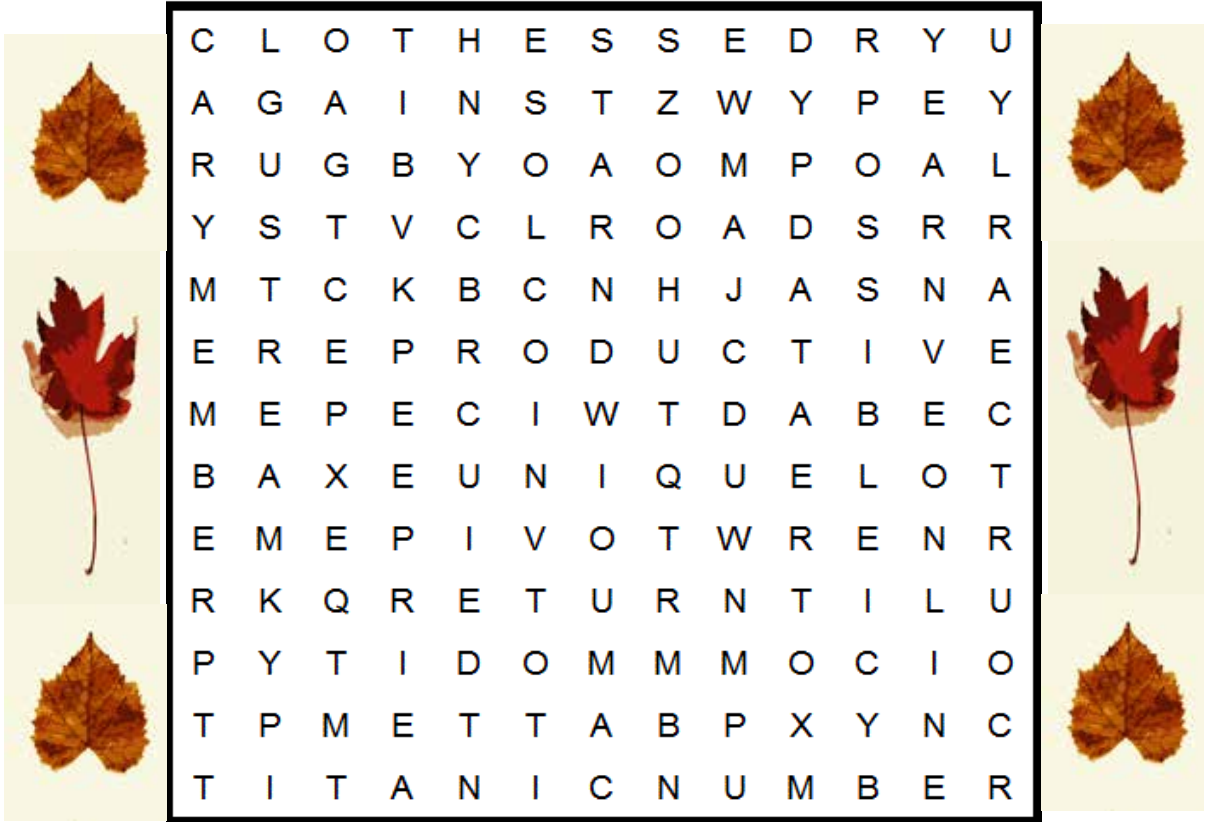 C L O T H E S S E D R Y U
A G A I N S T Z W Y P E Y
R U G B Y O A O M P O A L
Y S T V C L R O A D S R R
M T C K B C N H J A S N A
E R E P R O D U C T I V E
M E P E C I W T D A B E C
B A X E U N I Q U E L O T
E M E P I V O T W R E N R
R K Q R E T U R N T I L U
P Y T I D O M M M O C I O
T P M E T T A B P X Y N C
T I T A N I C N U M B E R